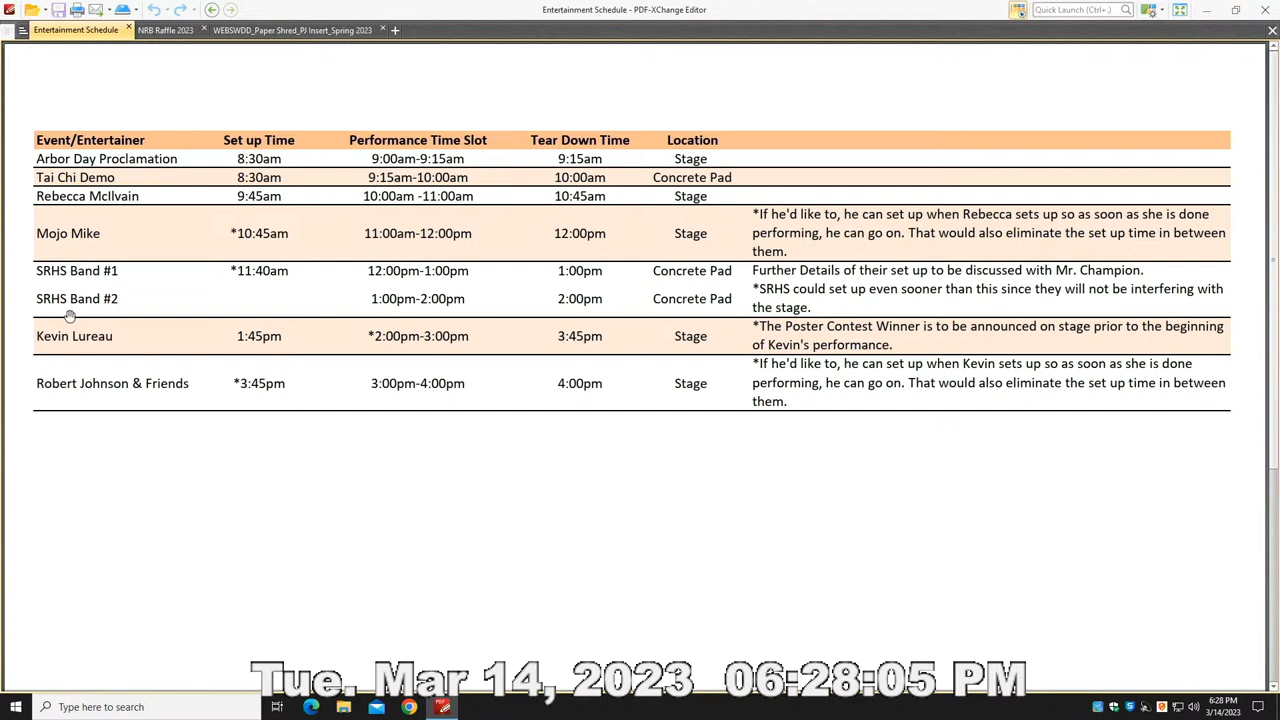 Entertainment Schedule - PDF-XChange Editor
Quick Launch (Ctrl+.)
Entertainment Schedule
NRB Raffle 2023
WEBSWDD_Paper Shred_PJ Insert_Spring 2023
Event/Entertainer Set up Time Performance Time Slot Tear Down Time Location
Arbor Day Proclamation 8:30am 9:00am-9:15am 9:15am Stage
Tai Chi Demo 8:30am 9:15am-10:00am 10:00am Concrete Pad
Rebecca McIlvain 9:45am 10:00am -11:00am 10:45am Stage
*If he'd like to, he can set up when Rebecca sets up so as soon as she is done
Mojo Mike *10:45am 11:00am-12:00pm 12:00pm Stage performing, he can go on. That would also eliminate the set up time in between
them.
SRHS Band #1 *11:40am 12:00pm-1:00pm 1:00pm Concrete Pad Further Details of their set up to be discussed with Mr. Champion.
*SRHS could set up even sooner than this since they will not be interfering with
SRHS Band #2 1:00pm-2:00pm 2:00pm Concrete Pad
the stage.
*The Poster Contest Winner is to be announced on stage prior to the beginning
Kevin Lureau 1:45pm *2:00pm-3:00pm 3:45pm Stage
of Kevin's performance.
*If he'd like to, he can set up when Kevin sets up so as soon as she is done
Robert Johnson & Friends *3:45pm 3:00pm-4:00pm 4:00pm Stage performing, he can go on. That would also eliminate the set up time in between
them.
Tue. Mar 14, 2023 06:28:05 PM
Type here to search
6:28 PM
3/14/2023